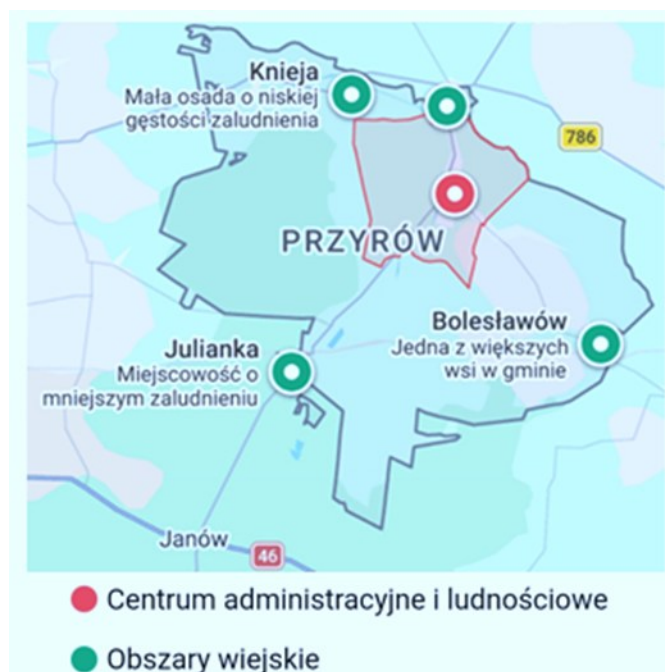 Knieja
Mała osada o niskiej
gęstości zaludnienia
786
PRZYRÓW
Bolesławów
Jedna z większych
wsi w gminie
Julianka
Miejscowość o
mniejszym zaludnieniu
Janów
46
Centrum administracyjne i ludnościowe
Obszary wiejskie